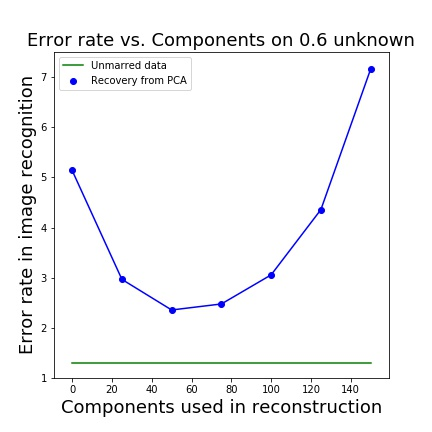 Error rate vs. Components on 0.6 unknown
Unmarred data
Recovery from PCA
Error rate in image recognition
7
6
5
4
3
2
1
0 20 40 60 80 100 120 140
Components used in reconstruction